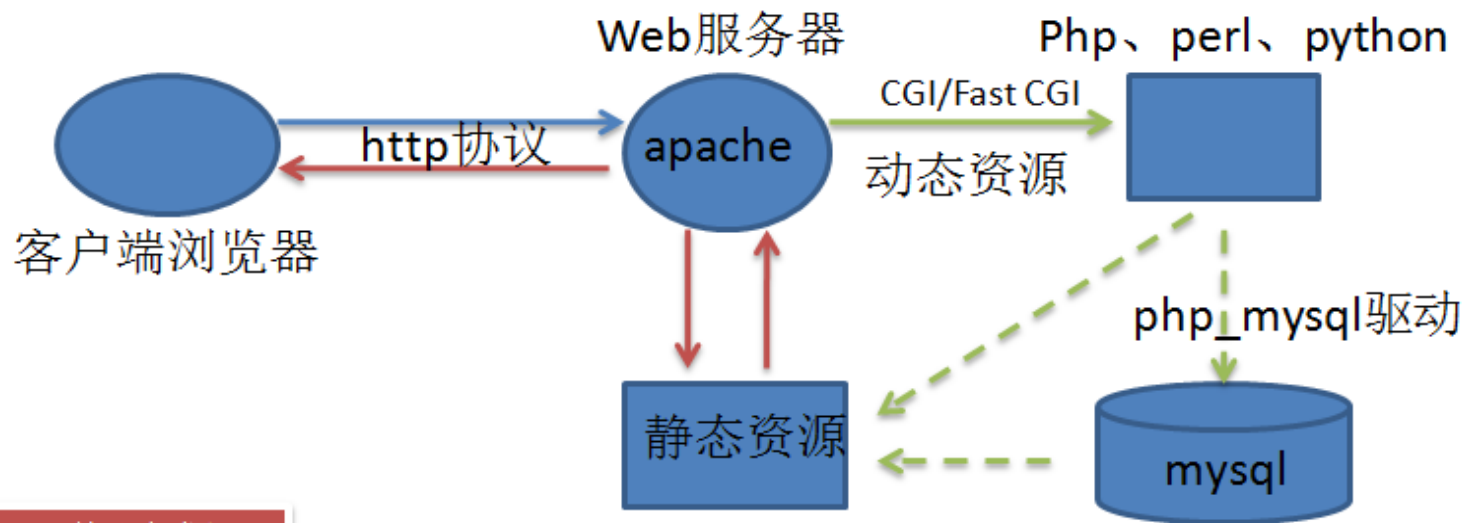 Web服务器
Php、perl、python
CGI/Fast CGI
http协议
apache
动态资源
客户端浏览器
php_mysql驱动
静态资源
mysql